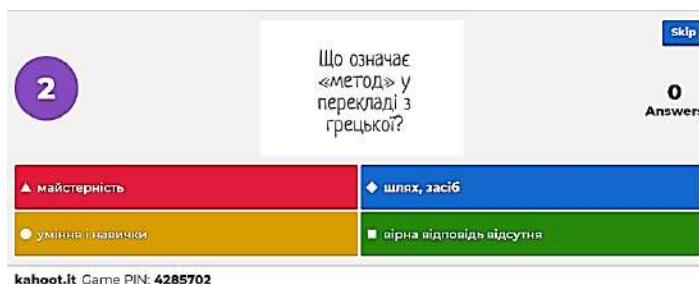 Skip
2
Що означає
«метод» у
перекладі з
грецької?
0
Answers
майстерність
шлях, засіб
уміння і навички
вірна відповідь відсутня
kahoot.it Game PIN: 4285702